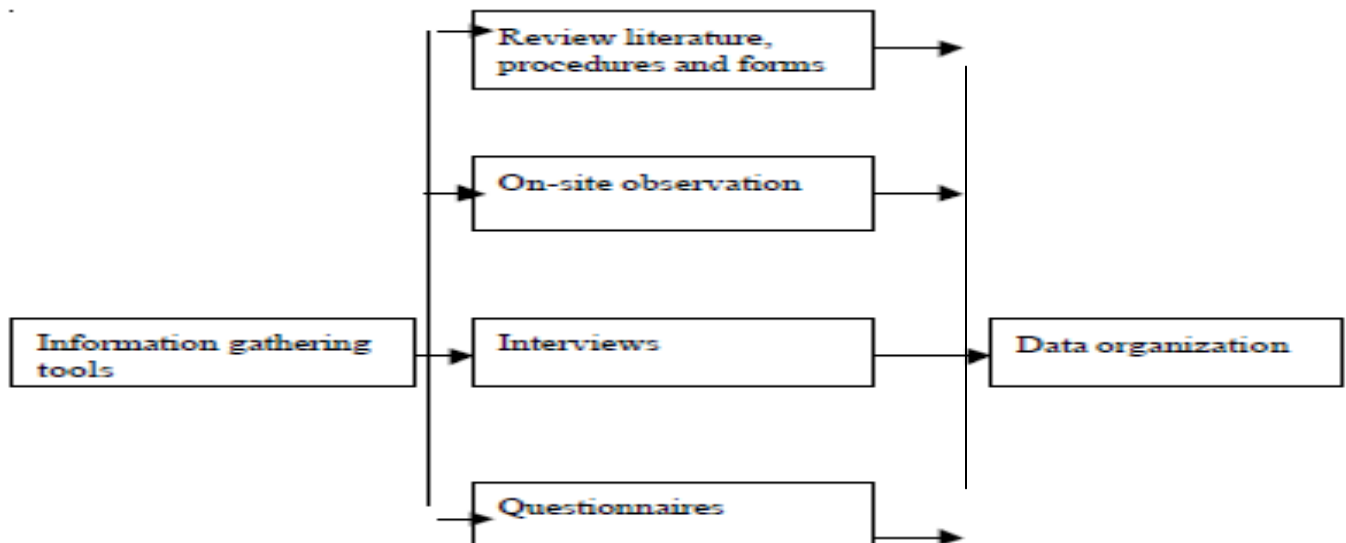 Review literature,
procedures and forms
On-site observation
Information gathering
tools
Interviews
Data organization
Questionnaires